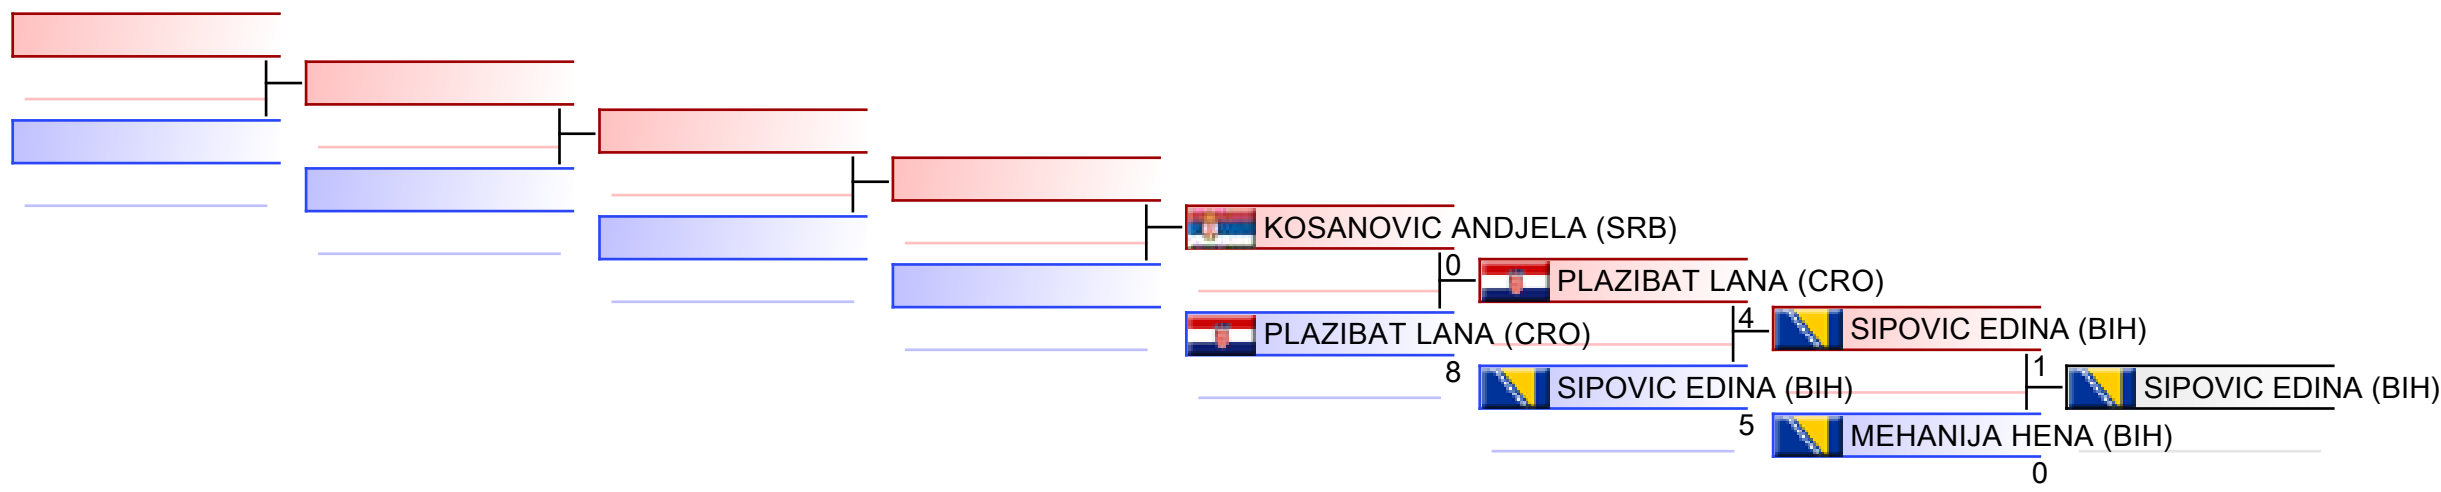 KOSANOVIC ANDJELA (SRB)
0
PLAZIBAT LANA (CRO)
8
PLAZIBAT LANA (CRO)
4
SIPOVIC EDINA (BIH)
5
SIPOVIC EDINA (BIH)
1
MEHANIJA HENA (BIH)
0
SIPOVIC EDINA (BIH)